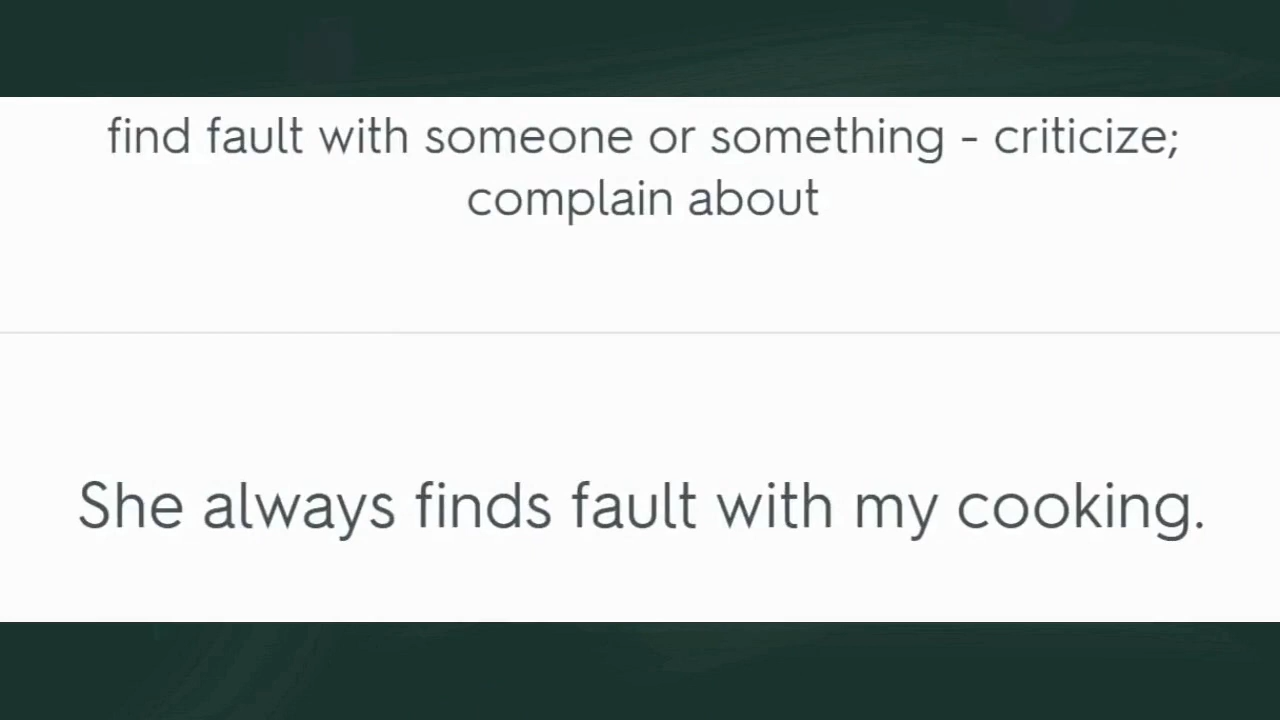 find fault with someone or something - criticize;
complain about
She always finds fault with my cooking.